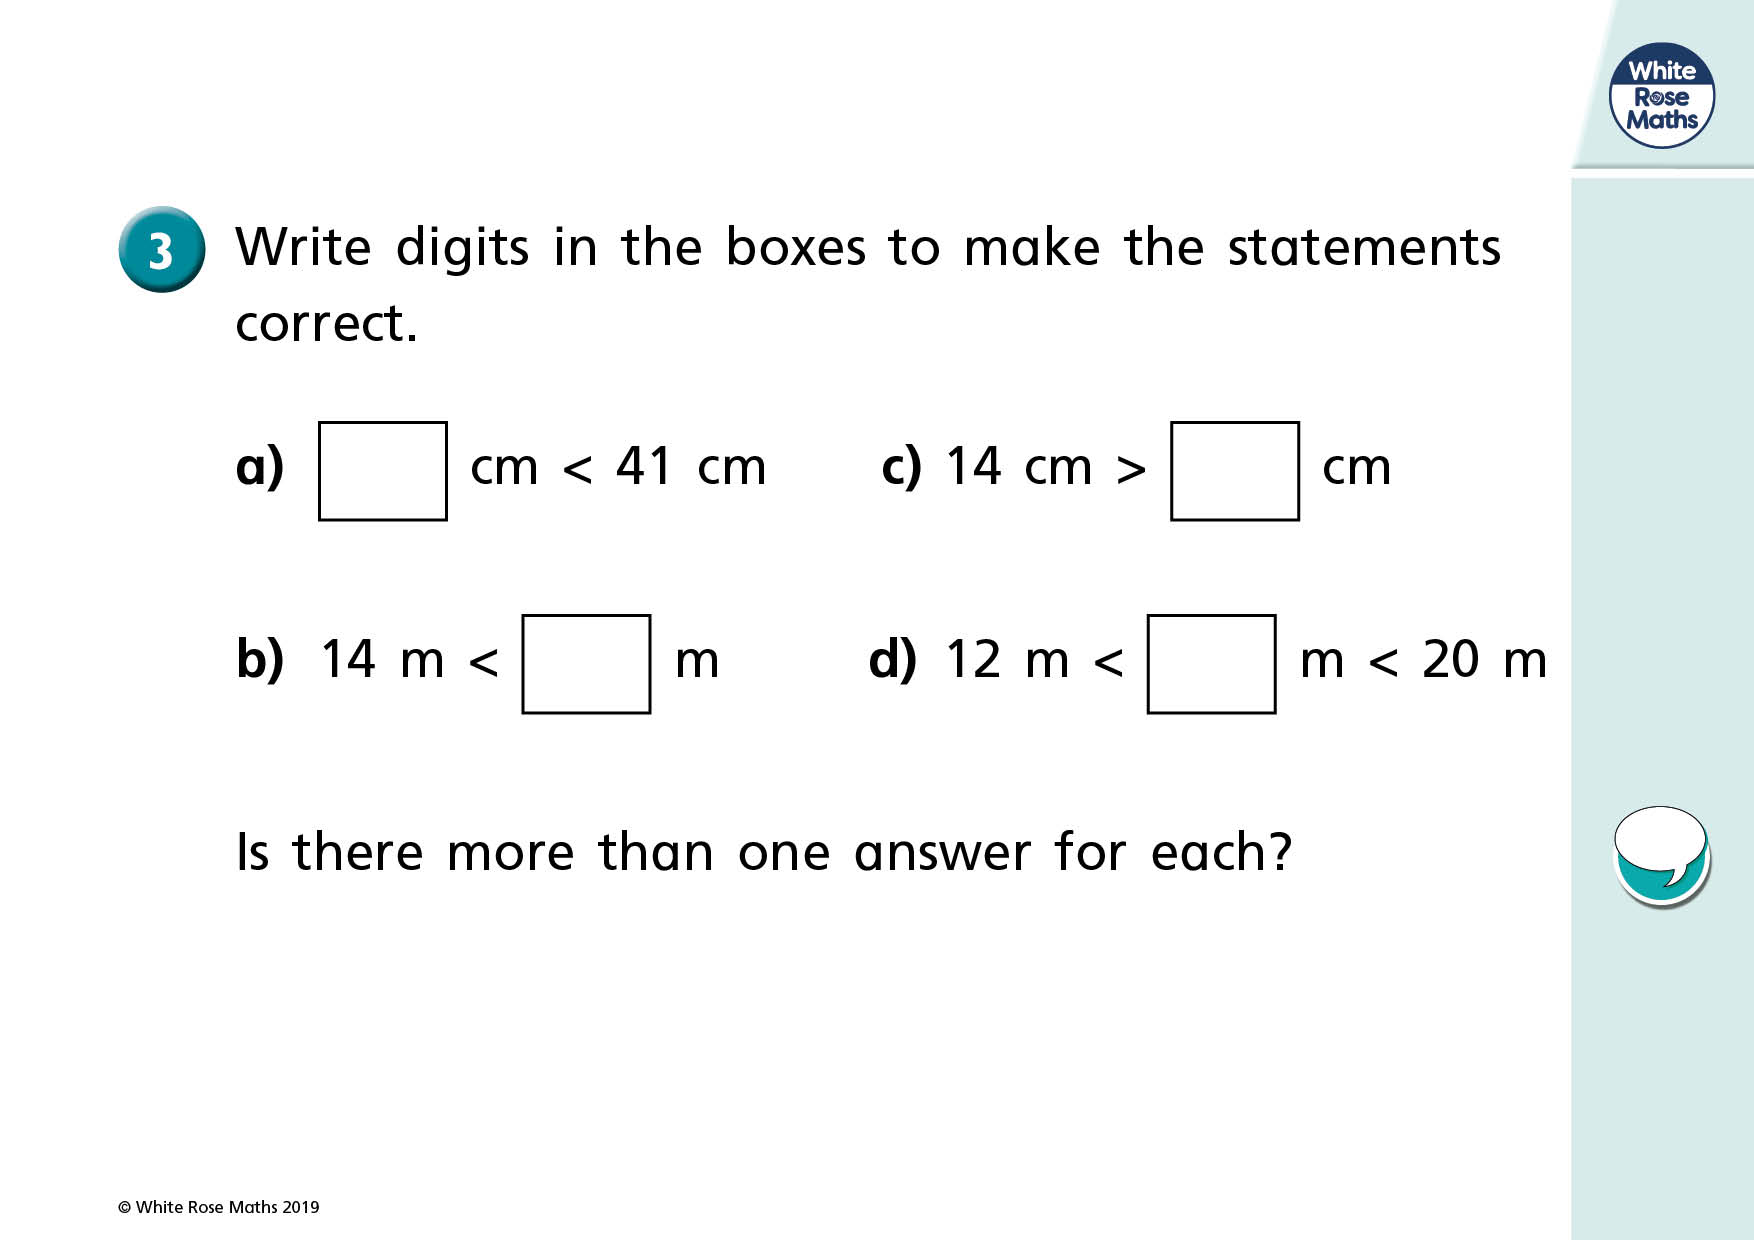 White
Rose
Maths
3 Write digits in the boxes to make the statements
correct.
a) cm < 41 cm
c) 14 cm > cm
b) 14 m < m
d) 12 m < m < 20 m
Is there more than one answer for each?
© White Rose Maths 2019